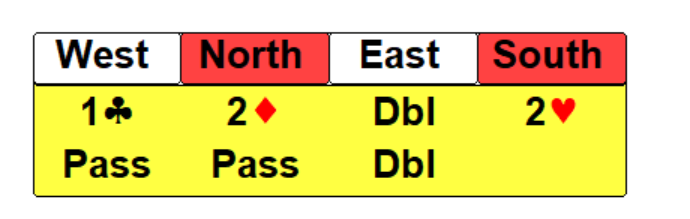 West North East South
1♣ 2♦ Dbl 2♥
Pass Pass Dbl